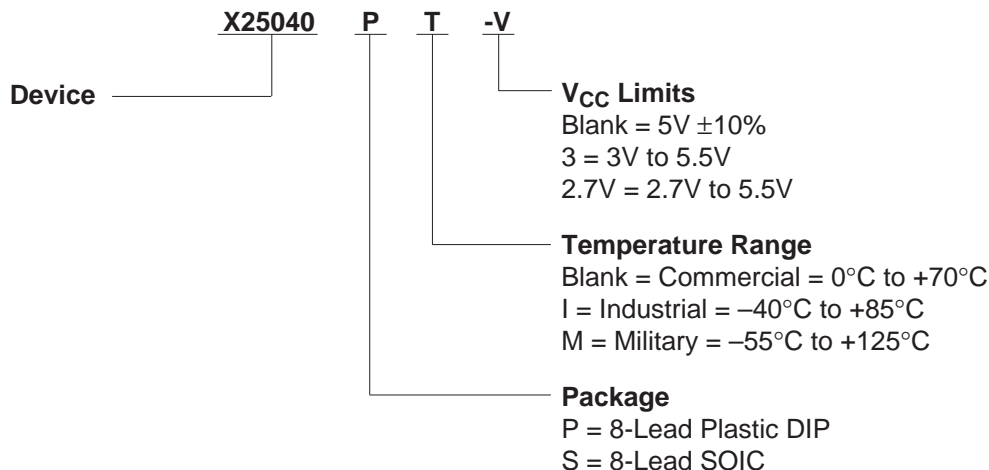 X25040 P T -V
Device
VCC Limits
Blank = 5V ±10%
3 = 3V to 5.5V
2.7V = 2.7V to 5.5V
Temperature Range
Blank = Commercial = 0°C to +70°C
I = Industrial = –40°C to +85°C
M = Military = –55°C to +125°C
Package
P = 8-Lead Plastic DIP
S = 8-Lead SOIC